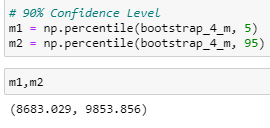 # 90% Confidence Level
m1 = np.percentile(bootstrap_4_m, 5)
m2 = np.percentile(bootstrap_4_m, 95)
m1,m2
(8683.029, 9853.856)